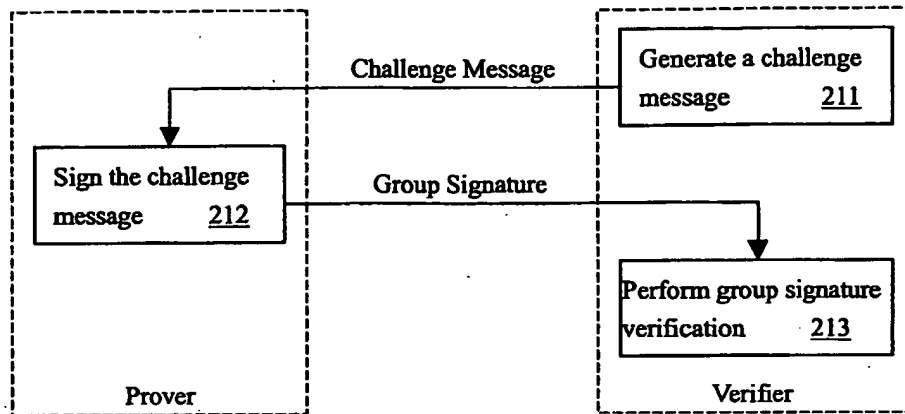 Challenge Message
Generate a challenge
message 211
Sign the challenge
message 212
Group Signature
Perform group signature
verification 213
Prover
Verifier